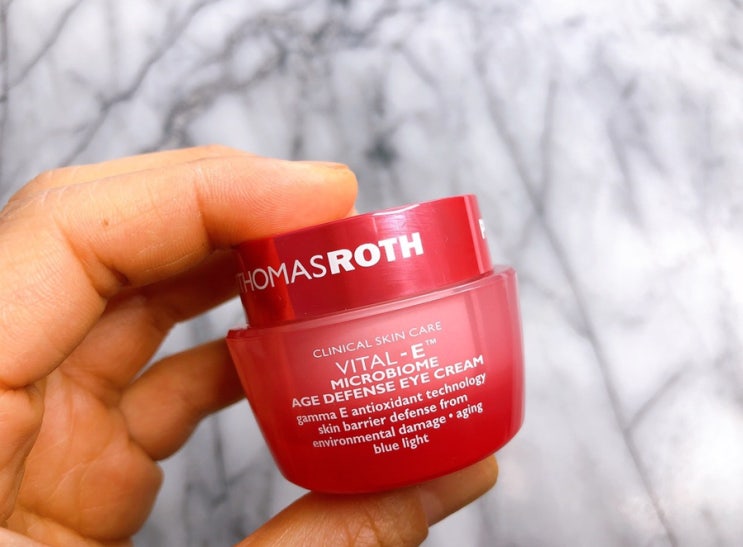 THOMASROTH
CLINICAL SKIN CARE
VITAL-E™
MICROBIOME
AGE DEFENSE EYE CREAM
gamma E antioxidant technology
skin barrier defense from
environmental damage • aging
blue light